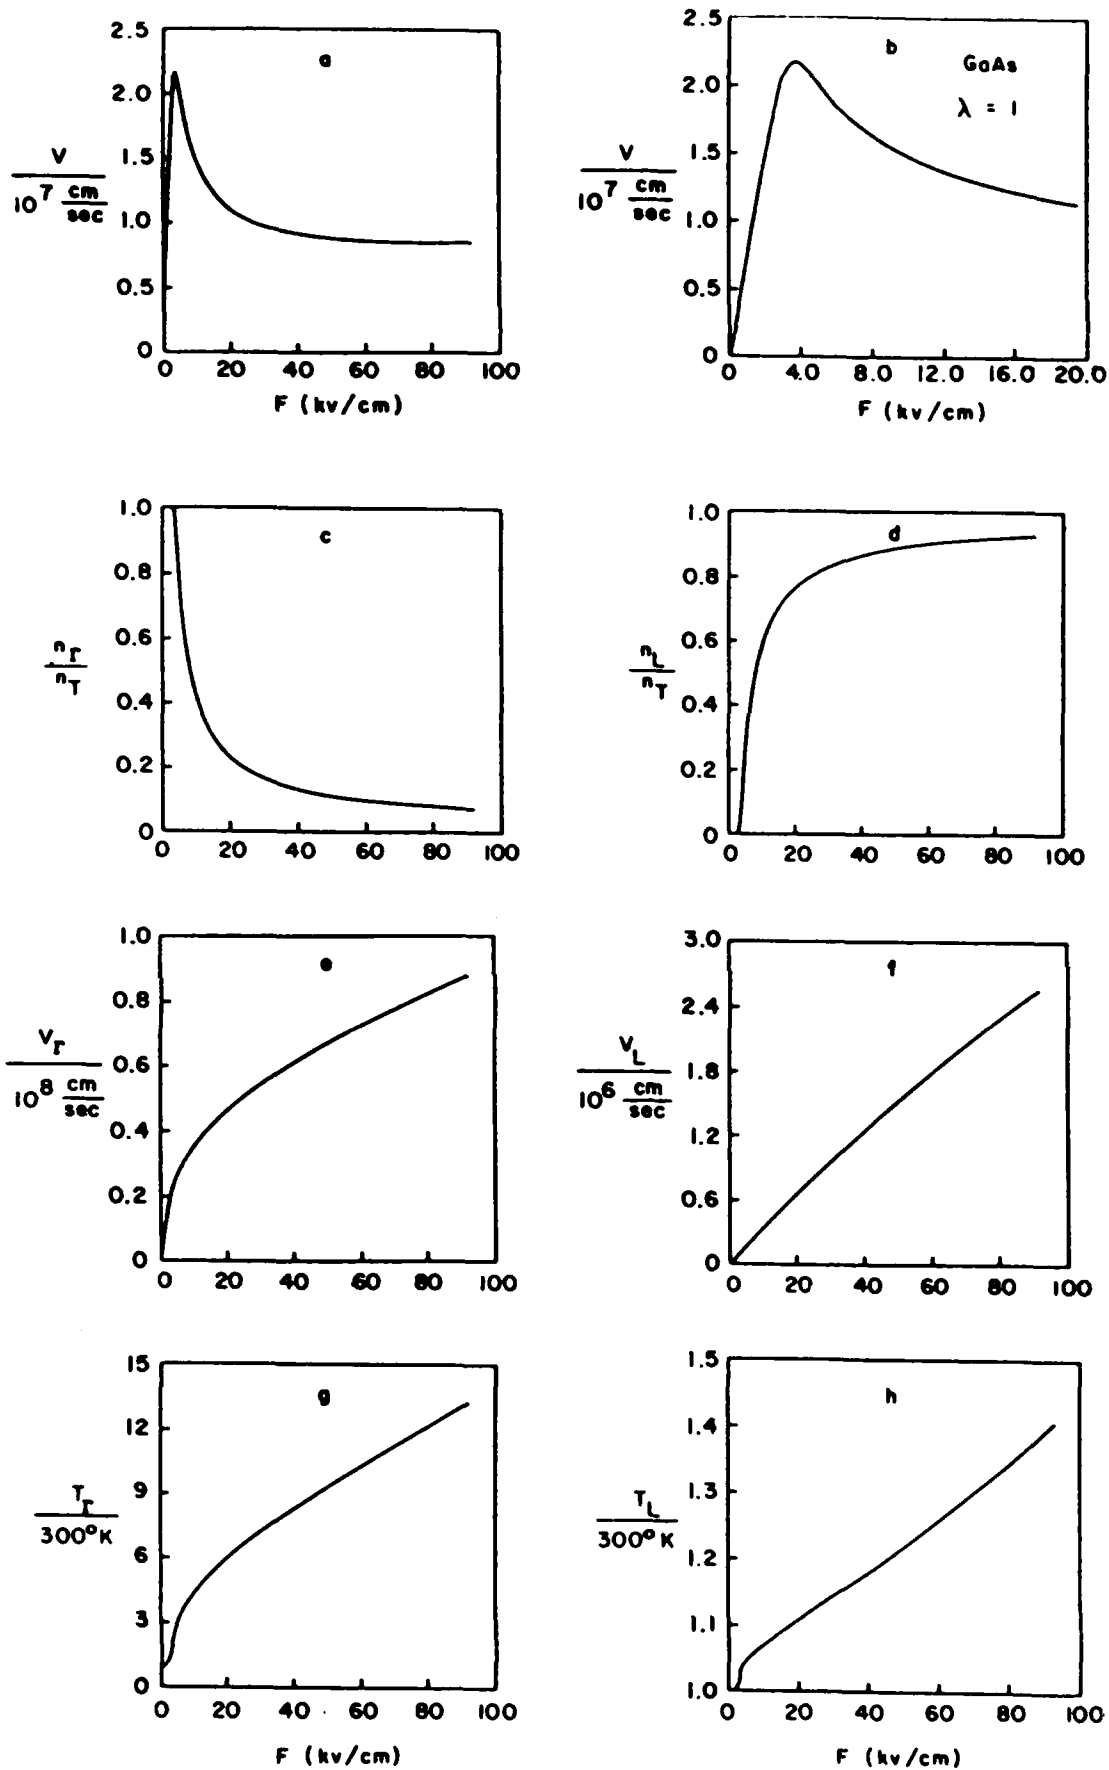 a
2.5
2.0
1.5
1.0
0.5
0
V
10⁷ cm
sec
0 20 40 60 80 100
F (kv/cm)
b
GaAs
λ = 1
2.5
2.0
1.5
1.0
0.5
0
V
10⁷ cm
sec
0 4.0 8.0 12.0 16.0 20.0
F (kv/cm)
c
1.0
0.8
0.6
0.4
0.2
0
n_Γ
n_T
0 20 40 60 80 100
d
1.0
0.8
0.6
0.4
0.2
0
n_L
n_T
0 20 40 60 80 100
e
1.0
0.8
0.6
0.4
0.2
0
V_Γ
10⁸ cm
sec
0 20 40 60 80 100
f
3.0
2.4
1.8
1.2
0.6
0
V_L
10⁶ cm
sec
0 20 40 60 80 100
g
15
12
9
6
3
0
T_Γ
300°K
0 20 40 60 80 100
F (kv/cm)
h
1.5
1.4
1.3
1.2
1.1
1.0
T_L
300°K
0 20 40 60 80 100
F (kv/cm)